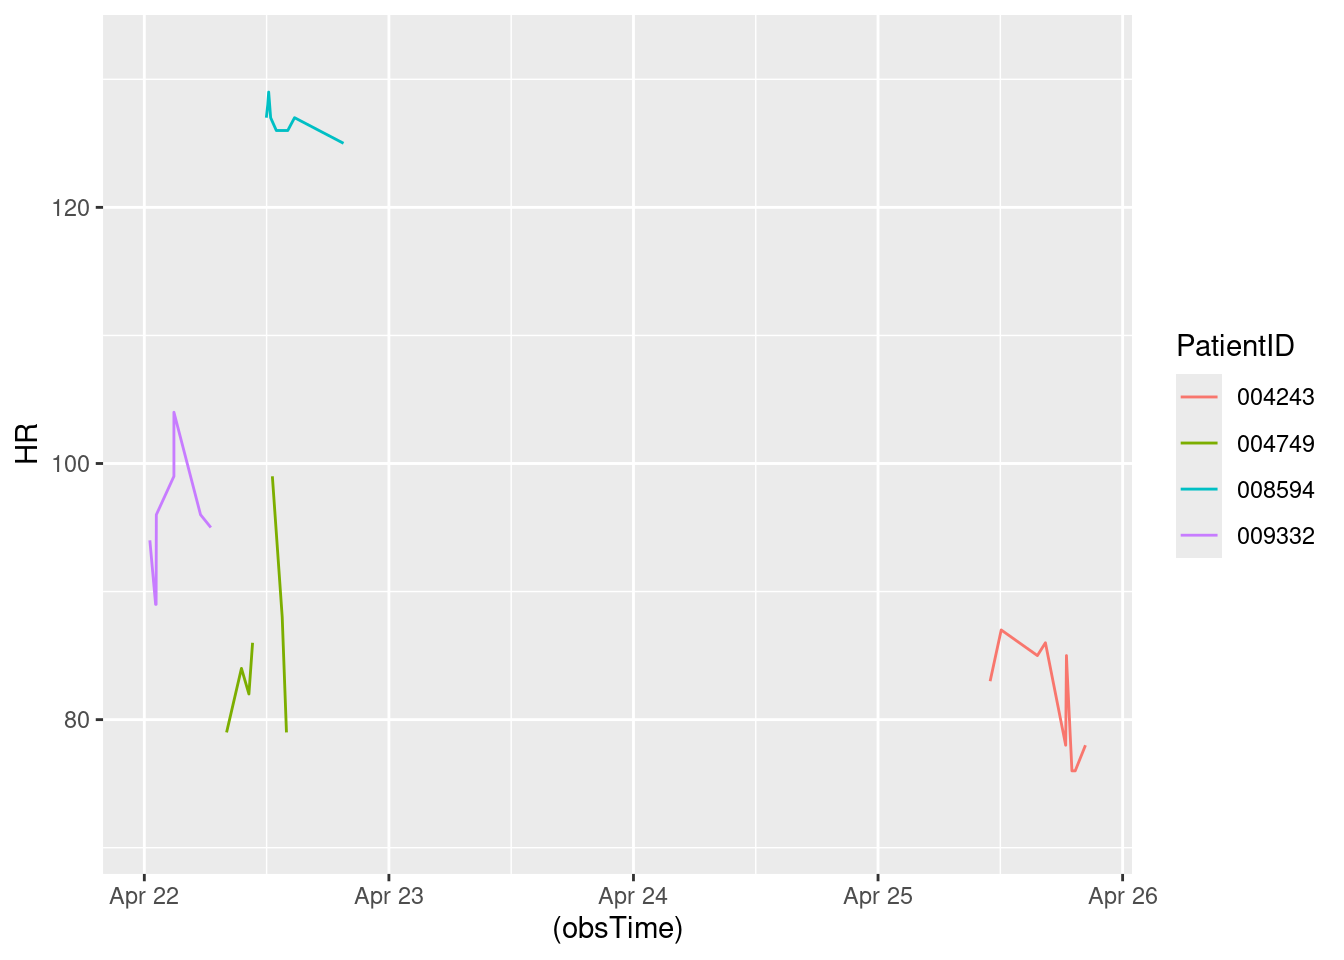 HR
120
100
80
Apr 22
Apr 23
Apr 24
Apr 25
Apr 26
(obsTime)
PatientID
004243
004749
008594
009332